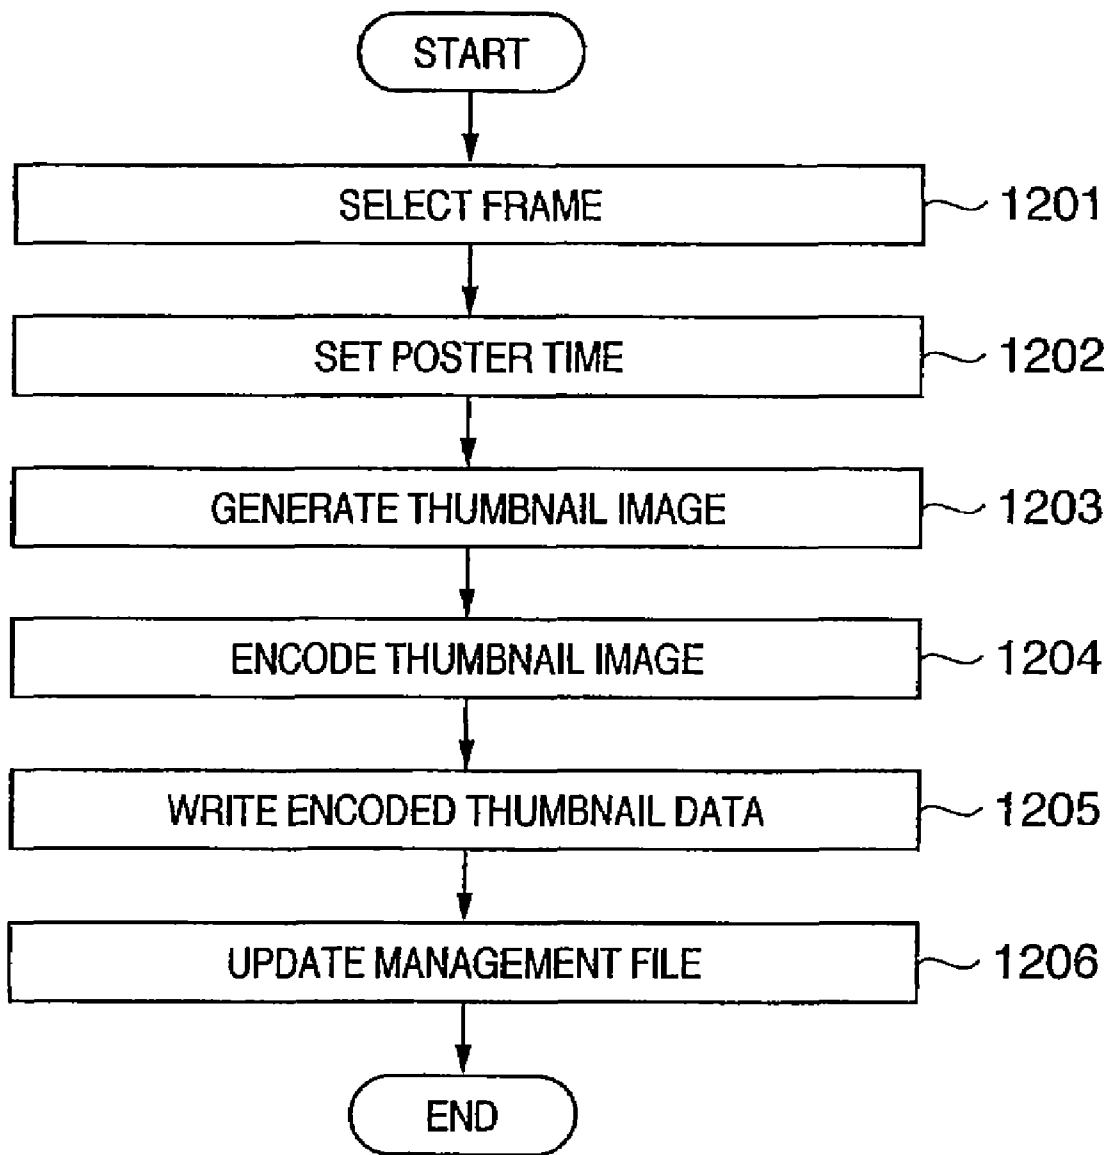 START
SELECT FRAME
1201
SET POSTER TIME
1202
GENERATE THUMBNAIL IMAGE
1203
ENCODE THUMBNAIL IMAGE
1204
WRITE ENCODED THUMBNAIL DATA
1205
UPDATE MANAGEMENT FILE
1206
END